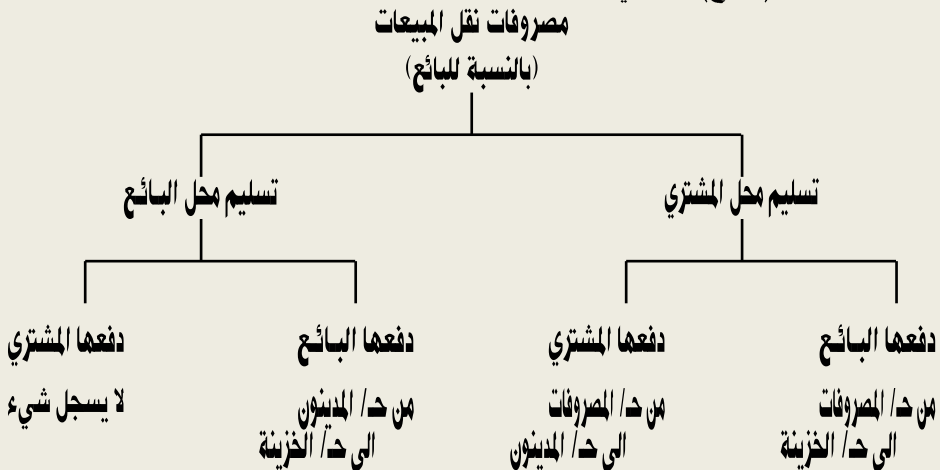 مصروفات نقل المبيعات
(بالنسبة للبائع)
تسليم محل المشتري
تسليم محل البائع
دفعها البائع
من حـ/ المصروفات
الى حـ/ الخزينة
دفعها المشتري
من حـ/ المصروفات
الى حـ/ المدينون
دفعها البائع
من حـ/ المدينون
الى حـ/ الخزينة
دفعها المشتري
لا يسجل شيء